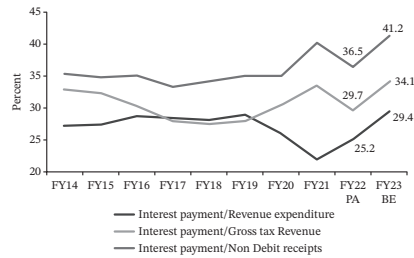 45
40
35
30
25
20
Percent
41.2
36.5
34.1
29.7
29.4
25.2
FY14 FY15 FY16 FY17 FY18 FY19 FY20 FY21 FY22 FY23
PA BE
Interest payment/Revenue expenditure
Interest payment/Gross tax Revenue
Interest payment/Non Debit receipts